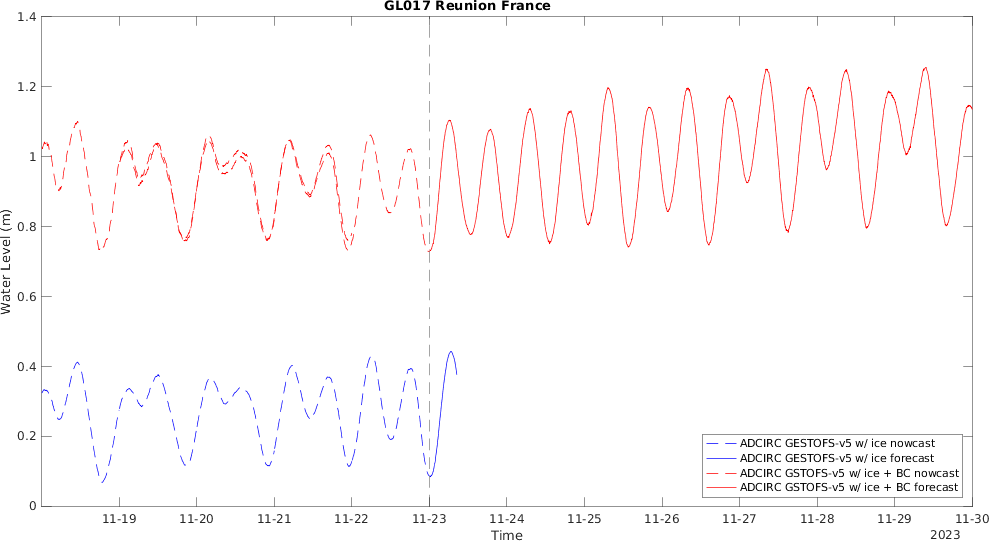 GL017 Reunion France
1.4
1.2
1
0.8
0.6
0.4
0.2
0
Water Level (m)
ADCIRC GESTOFS-v5 w/ ice nowcast
ADCIRC GESTOFS-v5 w/ ice forecast
ADCIRC GSTOFS-v5 w/ ice + BC nowcast
ADCIRC GSTOFS-v5 w/ ice + BC forecast
11-19 11-20 11-21 11-22 11-23 11-24 11-25 11-26 11-27 11-28 11-29 11-30
Time
2023